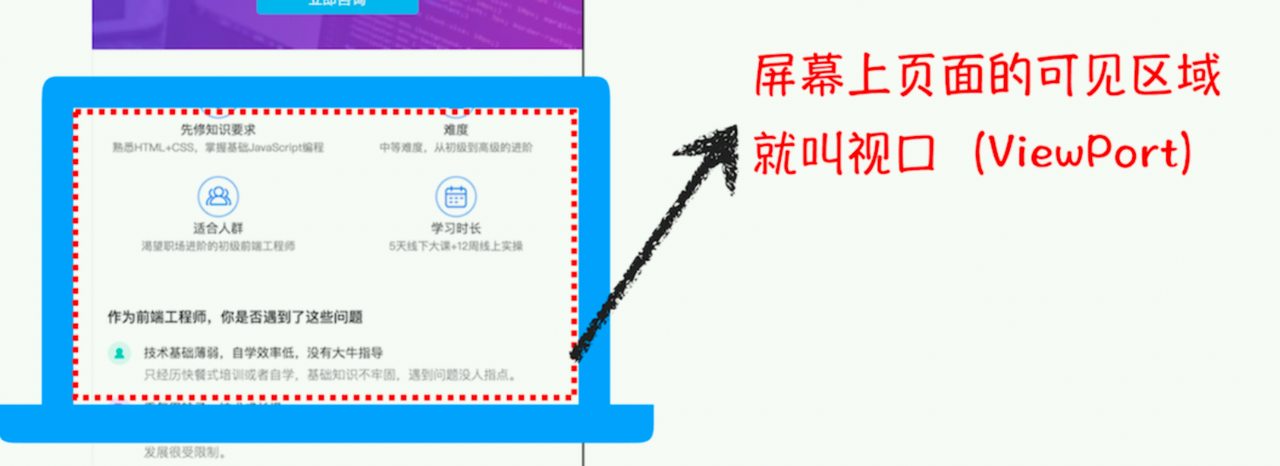 立即咨询
屏幕上页面的可见区域
就叫视口（ViewPort）
先修知识要求
熟悉HTML+CSS，掌握基础JavaScript编程
难度
中等难度，从初级到高级的进阶
适合人群
渴望职场进阶的初级前端工程师
学习时长
5天线下大课+12周线上实操
作为前端工程师，你是否遇到了这些问题
技术基础薄弱，自学效率低，没有大牛指导
只经历快餐式培训或者自学，基础知识不牢固，遇到问题没人指点。
发展很受限制。